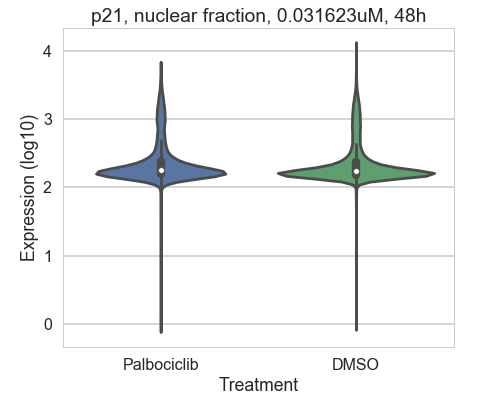 p21, nuclear fraction, 0.031623uM, 48h
Expression (log10)
4
3
2
1
0
Palbociclib DMSO
Treatment